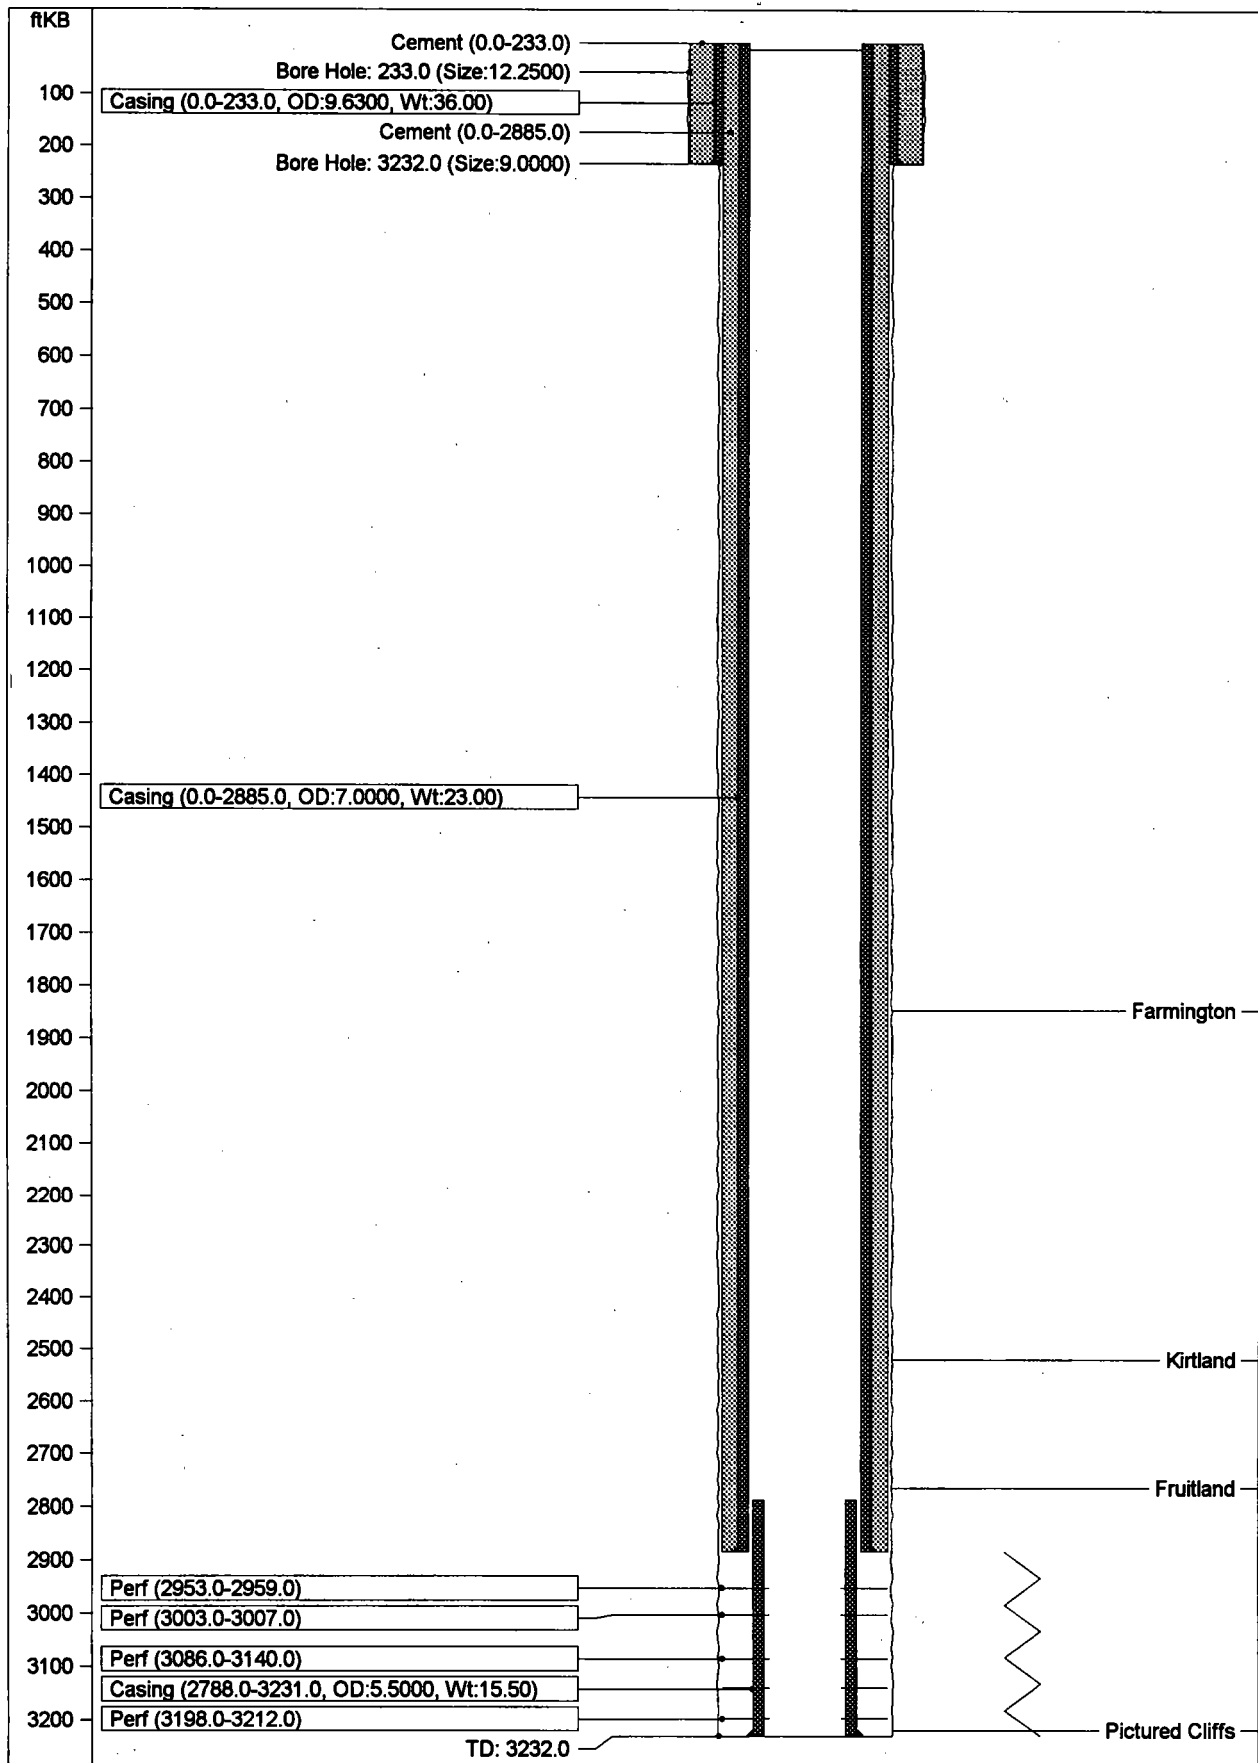 ftKB
Cement (0.0-233.0)
Bore Hole: 233.0 (Size:12.2500)
100
Casing (0.0-233.0, OD:9.6300, Wt:36.00)
Cement (0.0-2885.0)
200
Bore Hole: 3232.0 (Size:9.0000)
300
400
500
600
700
800
900
1000
1100
1200
1300
1400
Casing (0.0-2885.0, OD:7.0000, Wt:23.00)
1500
1600
1700
1800
Farmington
1900
2000
2100
2200
2300
2400
2500
Kirtland
2600
2700
Fruitland
2800
2900
Perf (2953.0-2959.0)
3000
Perf (3003.0-3007.0)
Perf (3086.0-3140.0)
3100
Casing (2788.0-3231.0, OD:5.5000, Wt:15.50)
3200
Perf (3198.0-3212.0)
Pictured Cliffs
TD: 3232.0